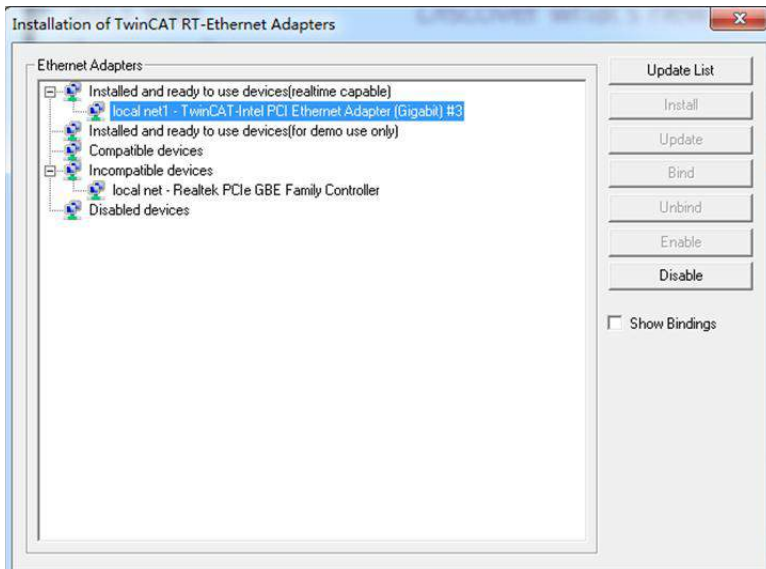 Installation of TwinCAT RT-Ethernet Adapters
Ethernet Adapters
Installed and ready to use devices(realtime capable)
local net1 - TwinCAT-Intel PCI Ethernet Adapter (Gigabit) #3
Installed and ready to use devices(for demo use only)
Compatible devices
Incompatible devices
local net - Realtek PCIe GBE Family Controller
Disabled devices
Update List
Install
Update
Bind
Unbind
Enable
Disable
Show Bindings